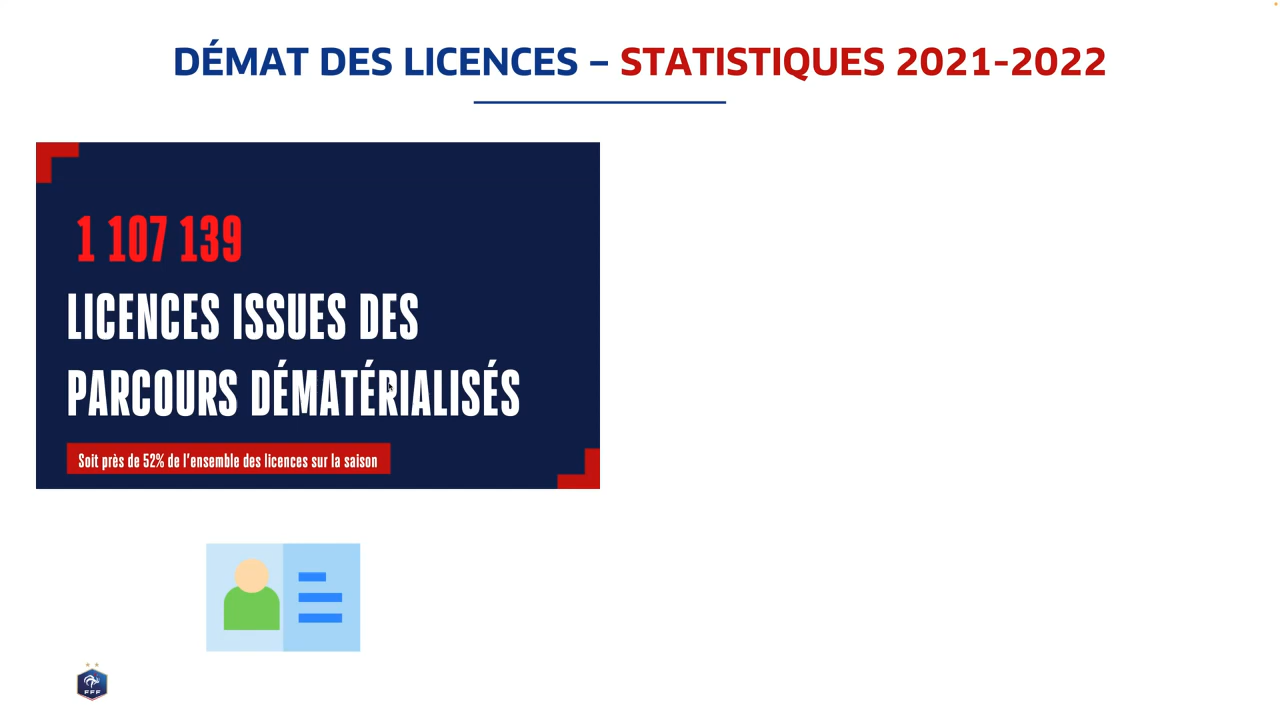 DÉMAT DES LICENCES – STATISTIQUES 2021-2022
1 107 139
LICENCES ISSUES DES
PARCOURS DÉMATÉRIALISÉS
Soit près de 52% de l'ensemble des licences sur la saison
FFF